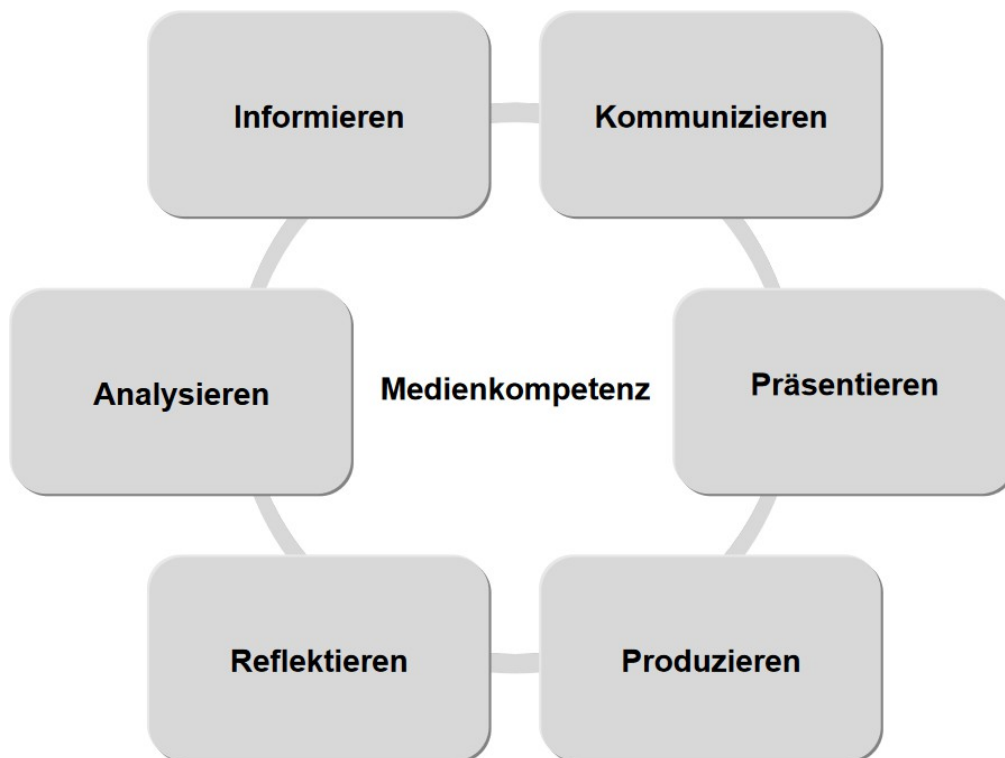 Informieren
Kommunizieren
Analysieren
Medienkompetenz
Präsentieren
Reflektieren
Produzieren